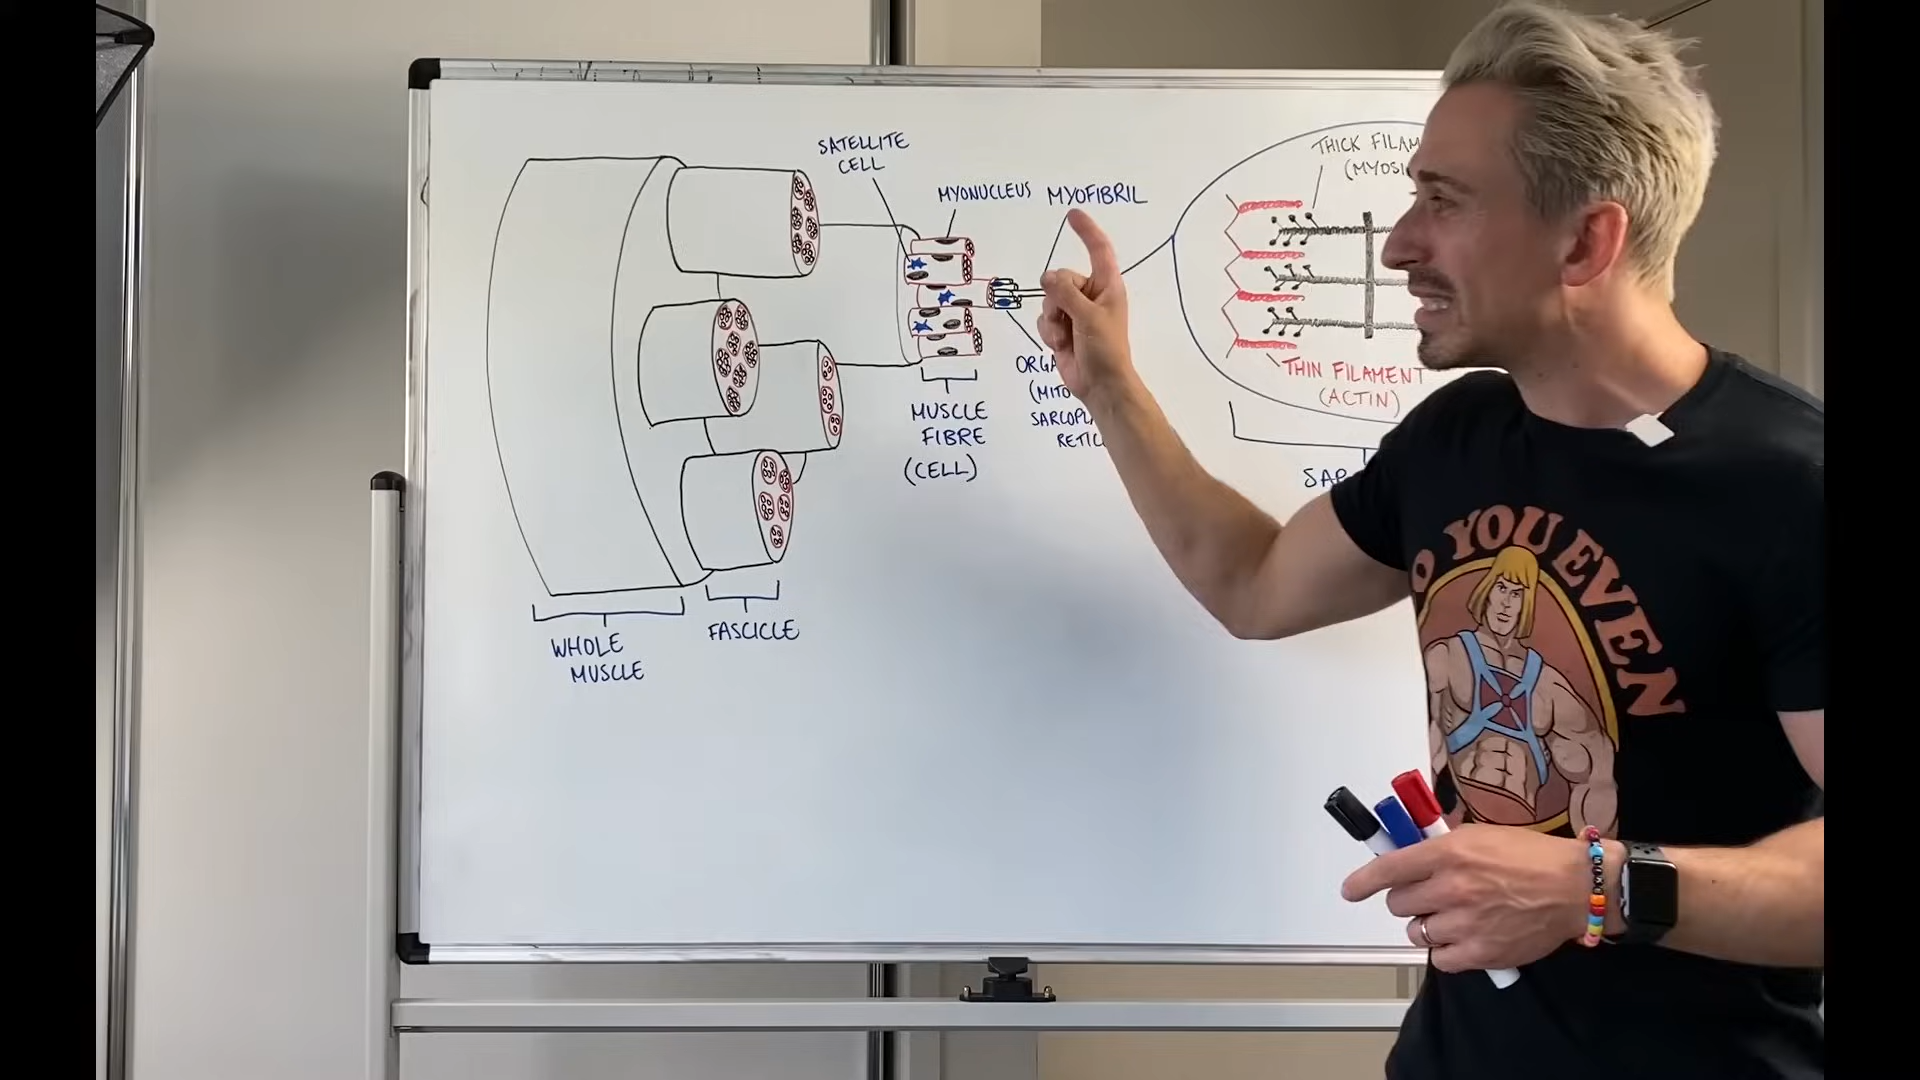 SATELLITE
CELL
MYONUCLEUS
MYOFIBRIL
THICK FILAM
(MYOSI
THIN FILAMENT
(ACTIN)
ORGA
(MITO
SARCOPL
RETIC
MUSCLE
FIBRE
(CELL)
SAR
WHOLE
MUSCLE
FASCICLE
O YOU EVEN